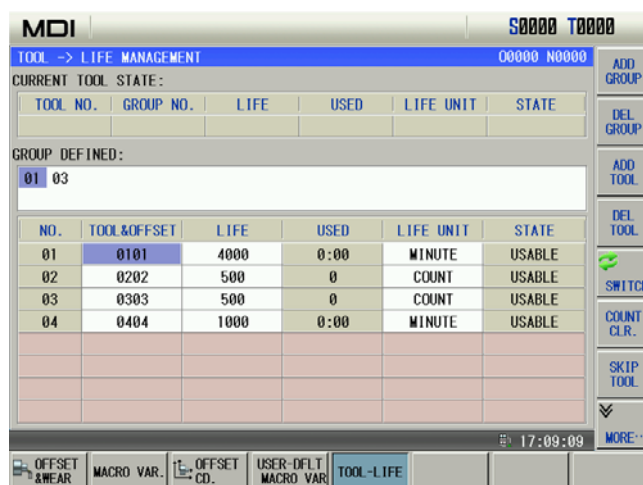 MDI S0000 T0000
TOOL -> LIFE MANAGEMENT O0000 N0000
CURRENT TOOL STATE:
TOOL NO. GROUP NO. LIFE USED LIFE UNIT STATE
GROUP DEFINED:
01 03
NO. TOOL&OFFSET LIFE USED LIFE UNIT STATE
01 0101 4000 0:00 MINUTE USABLE
02 0202 500 0 COUNT USABLE
03 0303 500 0 COUNT USABLE
04 0404 1000 0:00 MINUTE USABLE
17:09:09
ADD
GROUP
DEL
GROUP
ADD
TOOL
DEL
TOOL
SWITC
COUNT
CLR.
SKIP
TOOL
MORE··
OFFSET
&WEAR
MACRO VAR.
OFFSET
CD.
USER-DFLT
MACRO VAR
TOOL-LIFE